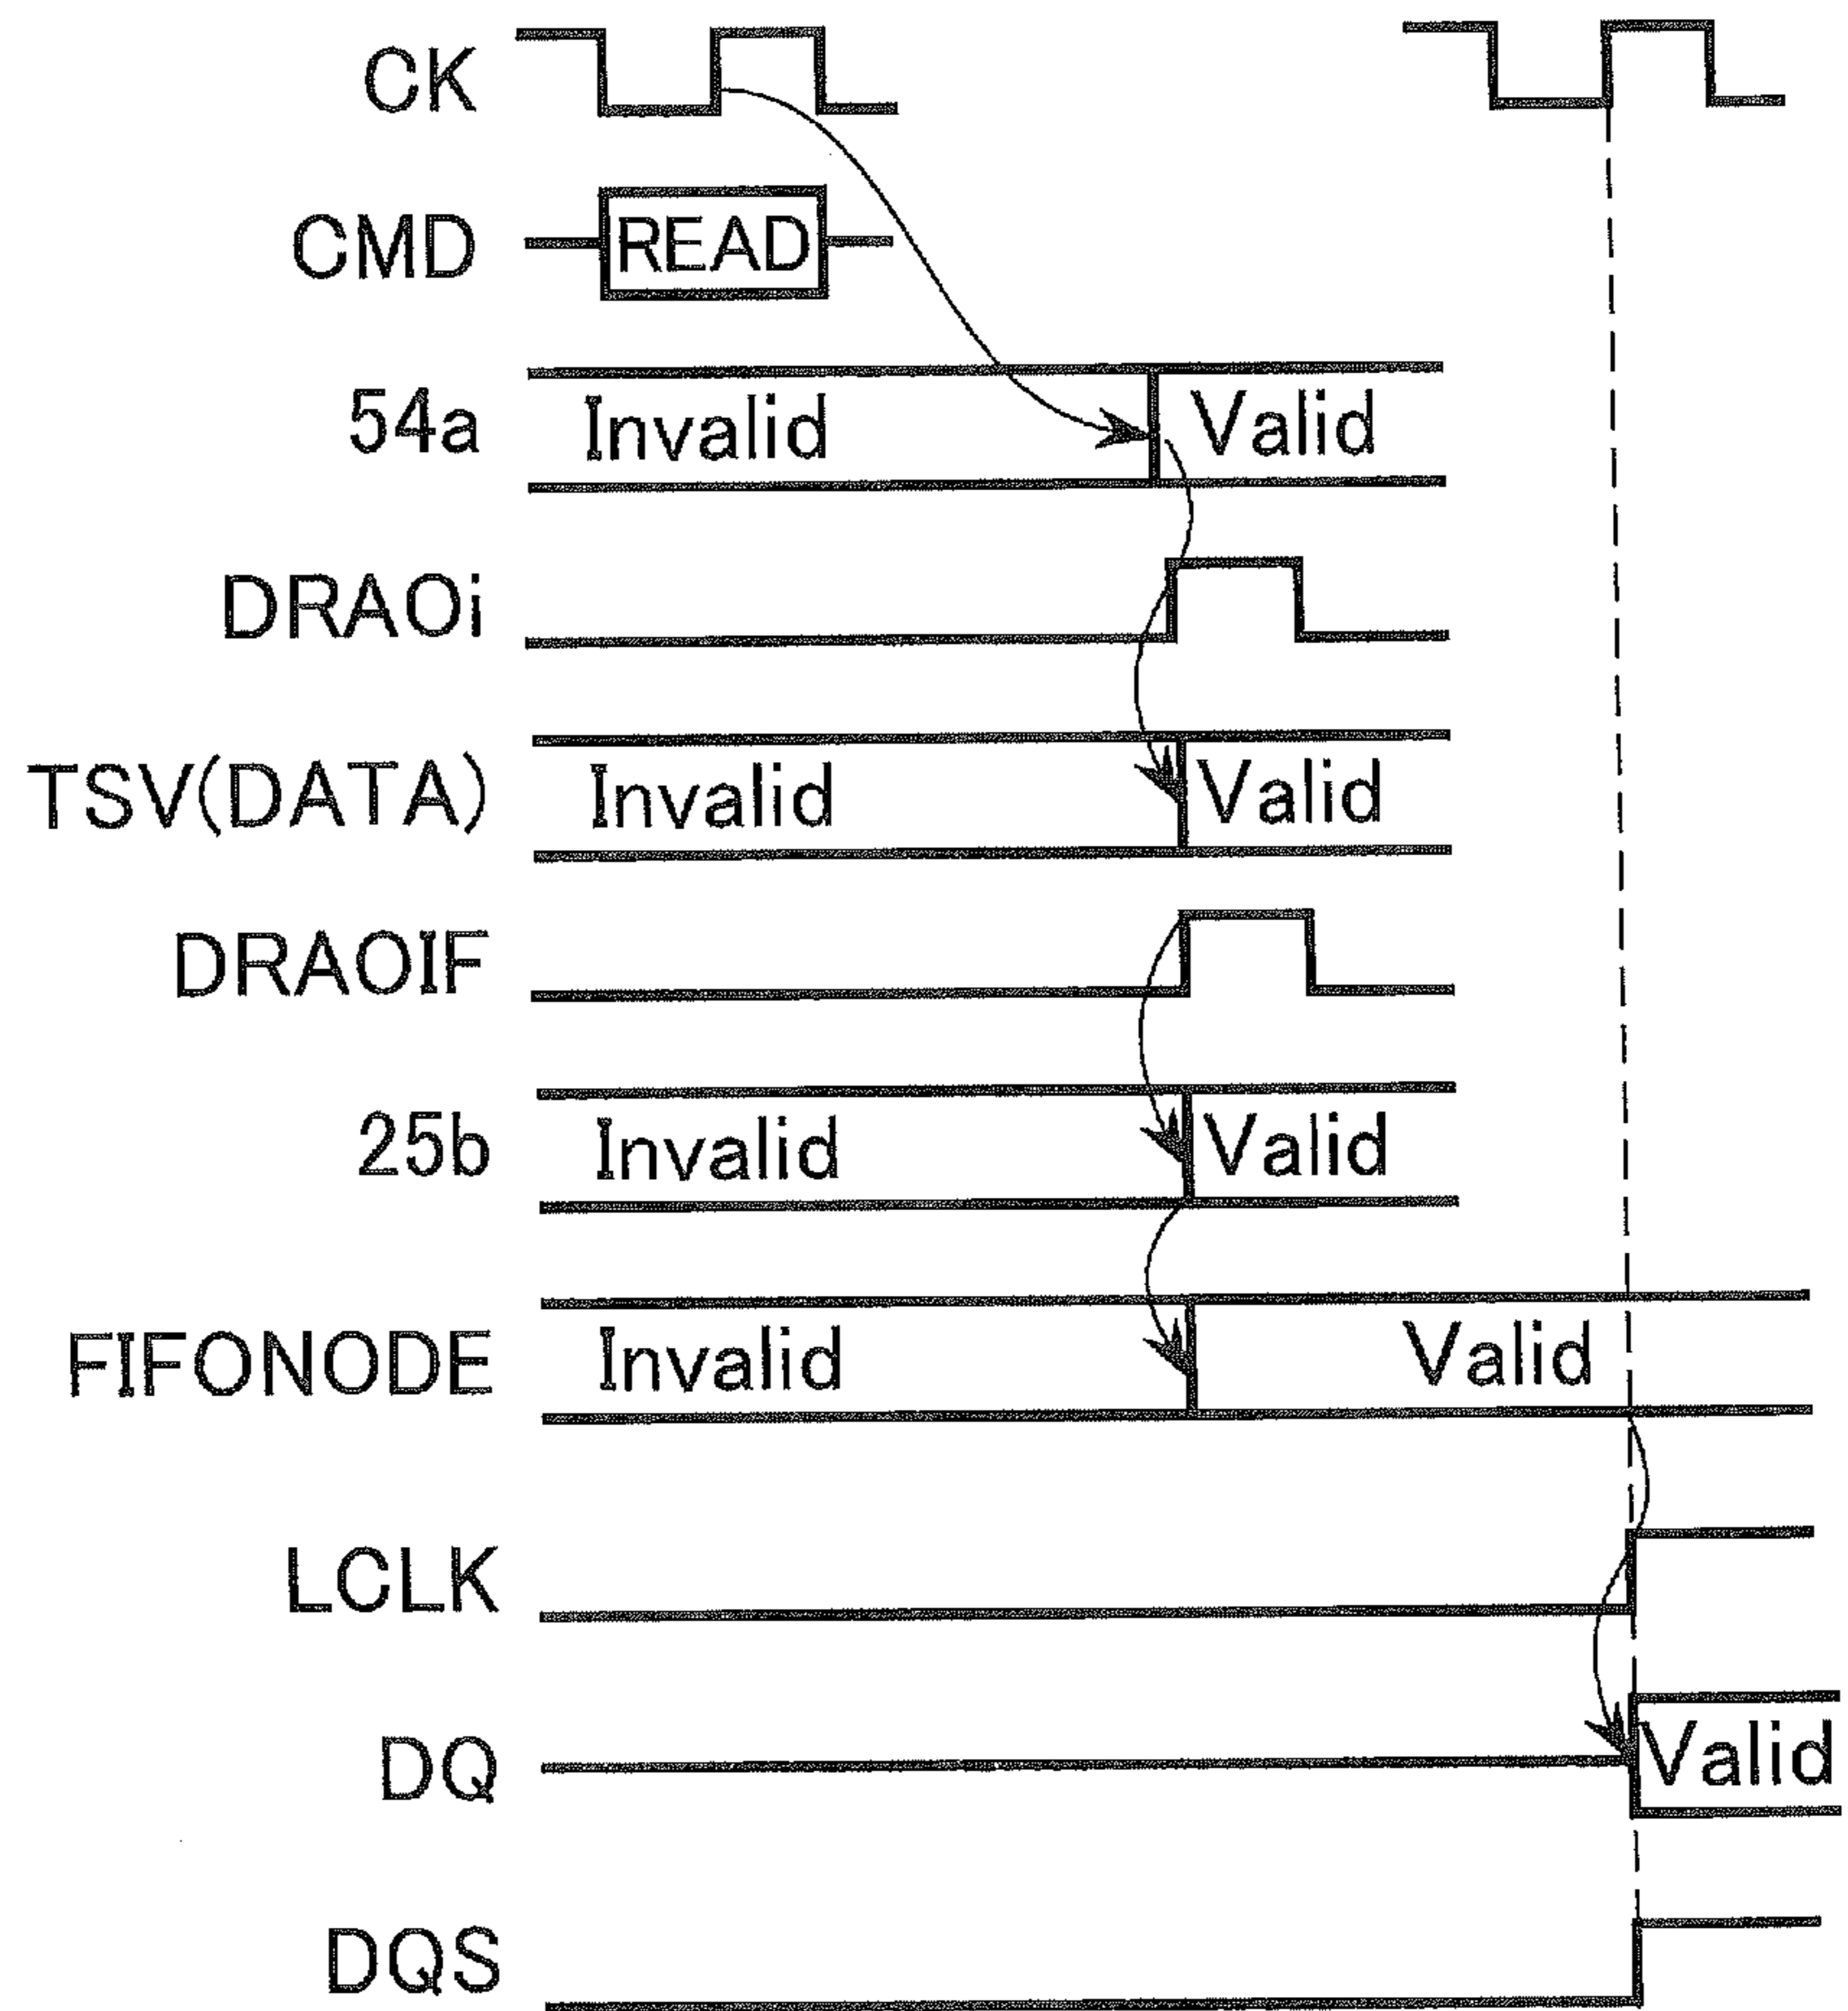 CK
CMD READ
54a Invalid Valid
DRAOi
TSV(DATA) Invalid Valid
DRAOIF
25b Invalid Valid
FIFONODE Invalid Valid
LCLK
DQ Valid
DQS